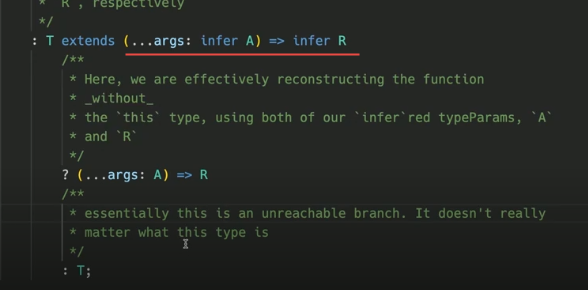 * `R`, respectively
*/
: T extends (...args: infer A) => infer R
/**
* Here, we are effectively reconstructing the function
* _without_
* the `this` type, using both of our `infer`red typeParams, `A`
* and `R`
*/
? (...args: A) => R
/**
* essentially this is an unreachable branch. It doesn't really
* matter what this type is
*/
: T;